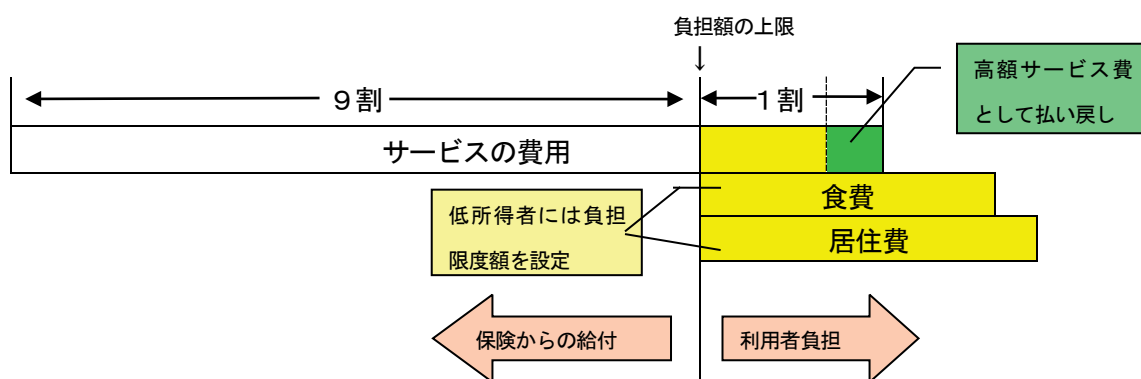 負担額の上限
↓
高額サービス費
として払い戻し
9割
1割
サービスの費用
食費
低所得者には負担
限度額を設定
居住費
保険からの給付
利用者負担